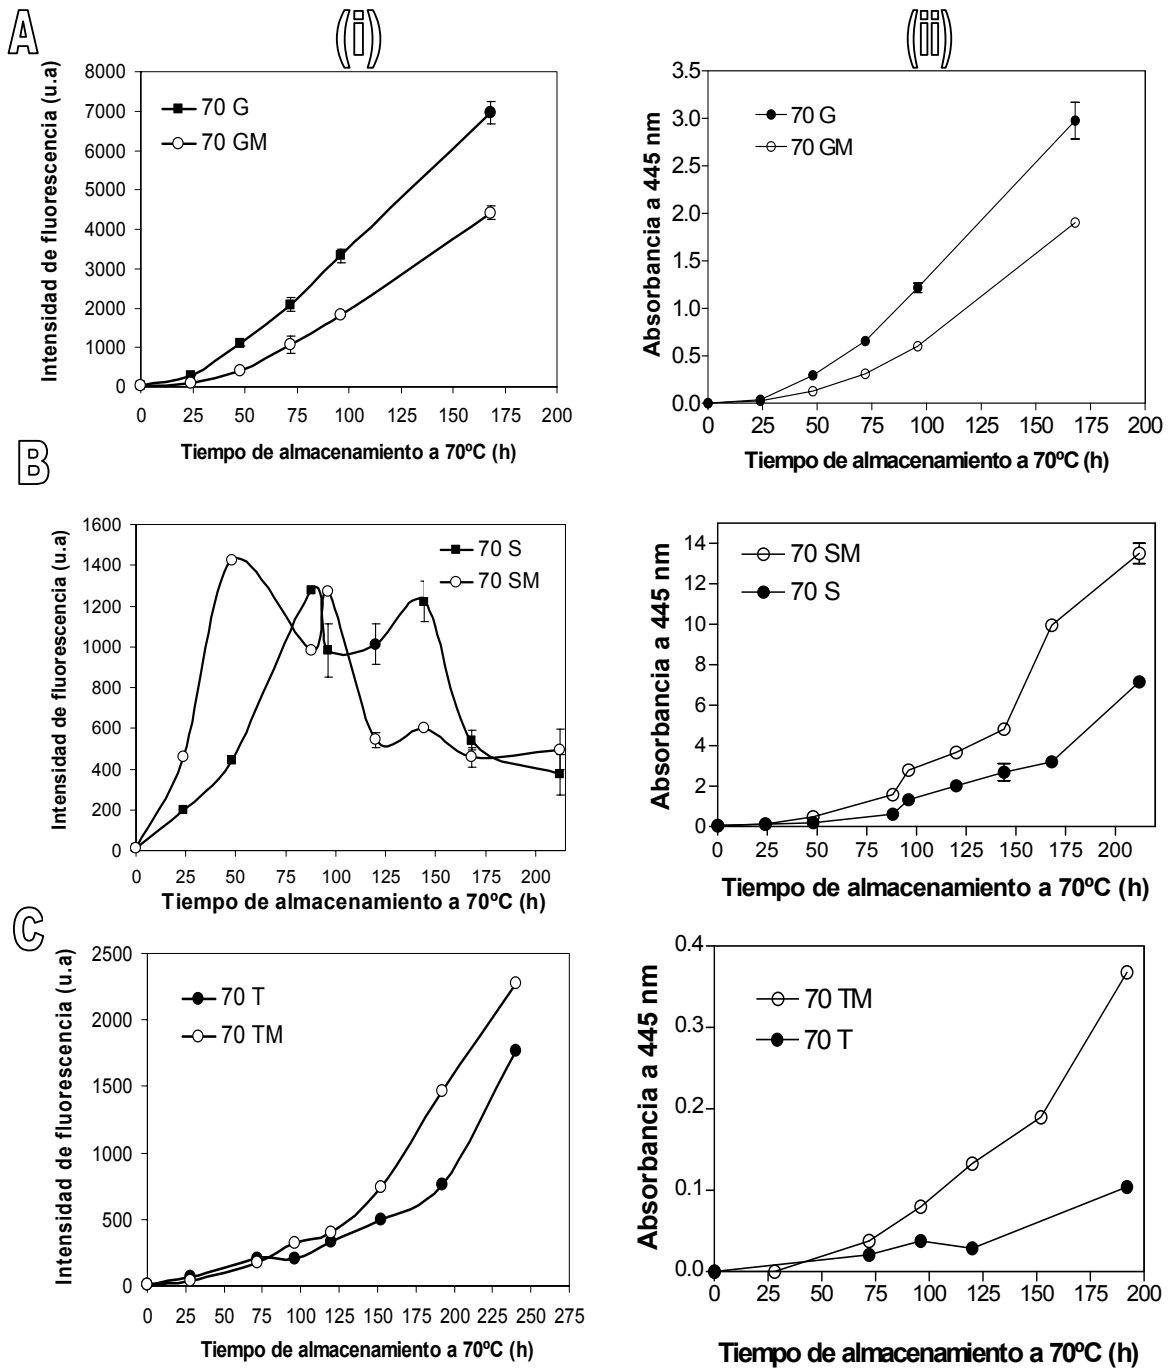 A
(i)
(ii)
Intensidad de fluorescencia (u.a)
8000
7000
6000
5000
4000
3000
2000
1000
0
70 G
70 GM
0 25 50 75 100 125 150 175 200
Tiempo de almacenamiento a 70ºC (h)
Absorbancia a 445 nm
3.5
3.0
2.5
2.0
1.5
1.0
0.5
0.0
70 G
70 GM
0 25 50 75 100 125 150 175 200
Tiempo de almacenamiento a 70ºC (h)
B
Intensidad de fluorescencia (u.a)
1600
1400
1200
1000
800
600
400
200
0
70 S
70 SM
0 25 50 75 100 125 150 175 200
Tiempo de almacenamiento a 70ºC (h)
Absorbancia a 445 nm
14
12
10
8
6
4
2
0
70 SM
70 S
0 25 50 75 100 125 150 175 200
Tiempo de almacenamiento a 70ºC (h)
C
Intensidad de fluorescencia (u.a)
2500
2000
1500
1000
500
0
70 T
70 TM
0 25 50 75 100 125 150 175 200 225 250 275
Tiempo de almacenamiento a 70ºC (h)
Absorbancia a 445 nm
0.4
0.3
0.2
0.1
0.0
70 TM
70 T
0 25 50 75 100 125 150 175 200
Tiempo de almacenamiento a 70ºC (h)